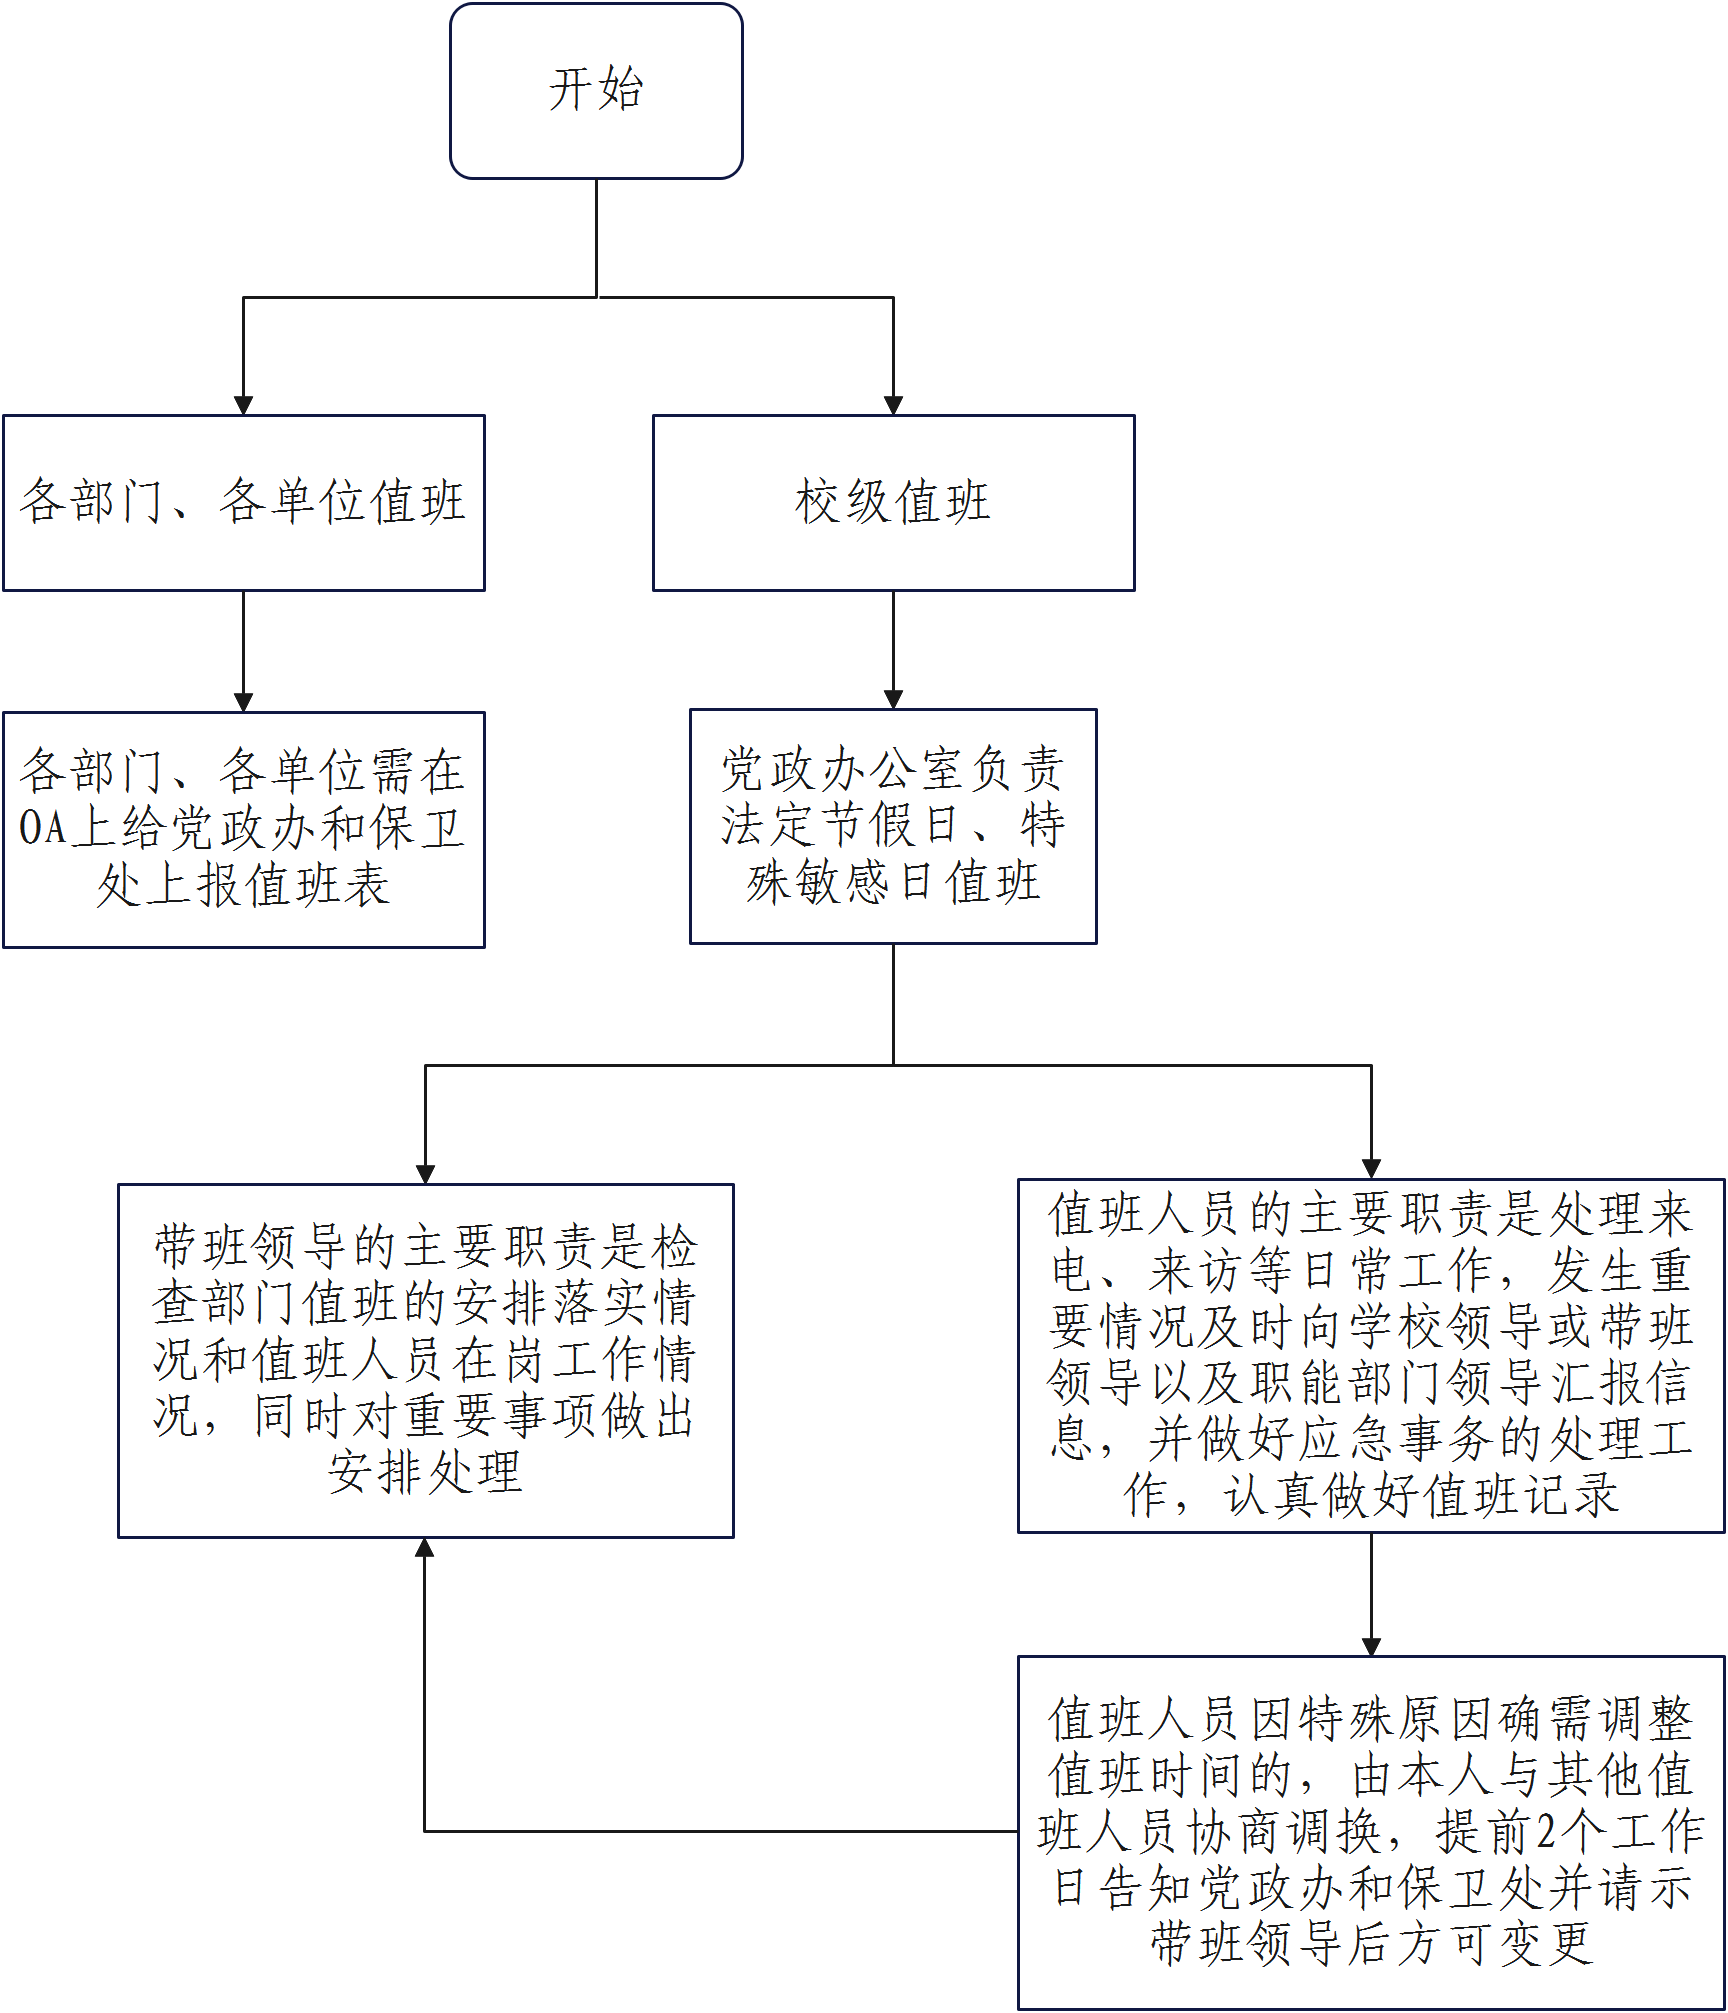 开始
各部门、各单位值班
校级值班
各部门、各单位需在
OA上给党政办和保卫
处上报值班表
党政办公室负责
法定节假日、特
殊敏感日值班
带班领导的主要职责是检
查部门值班的安排落实情
况和值班人员在岗工作情
况，同时对重要事项做出
安排处理
值班人员的主要职责是处理来
电、来访等日常工作，发生重
要情况及时向学校领导或带班
领导以及职能部门领导汇报信
息，并做好应急事务的处理工
作，认真做好值班记录
值班人员因特殊原因确需调整
值班时间的，由本人与其他值
班人员协商调换，提前2个工作
日告知党政办和保卫处并请示
带班领导后方可变更